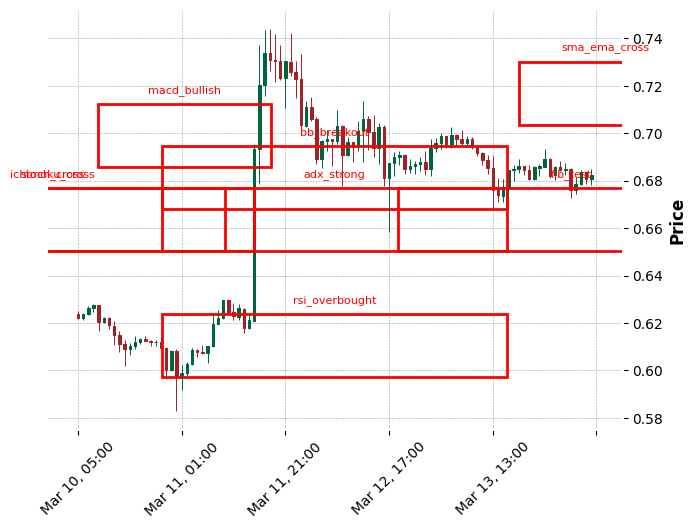 0.74
sma_ema_cross
0.72
macd_bullish
0.70
bb_breakout
0.68
adx_strong
0.66
Price
0.64
rsi_overbought
0.62
0.60
0.58
Mar 10, 05:00
Mar 11, 01:00
Mar 11, 21:00
Mar 12, 17:00
Mar 13, 13:00